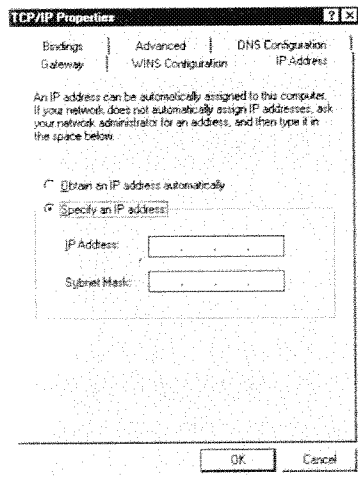 TCP/IP Properties ? ×
Bindings Advanced DNS Configuration
Gateway WINS Configuration IP Address
An IP address can be automatically assigned to this computer.
If your network does not automatically assign IP addresses, ask
your network administrator for an address, and then type it in
the space below.
Obtain an IP address automatically
Specify an IP address:
IP Address:
Subnet Mask:
OK Cancel